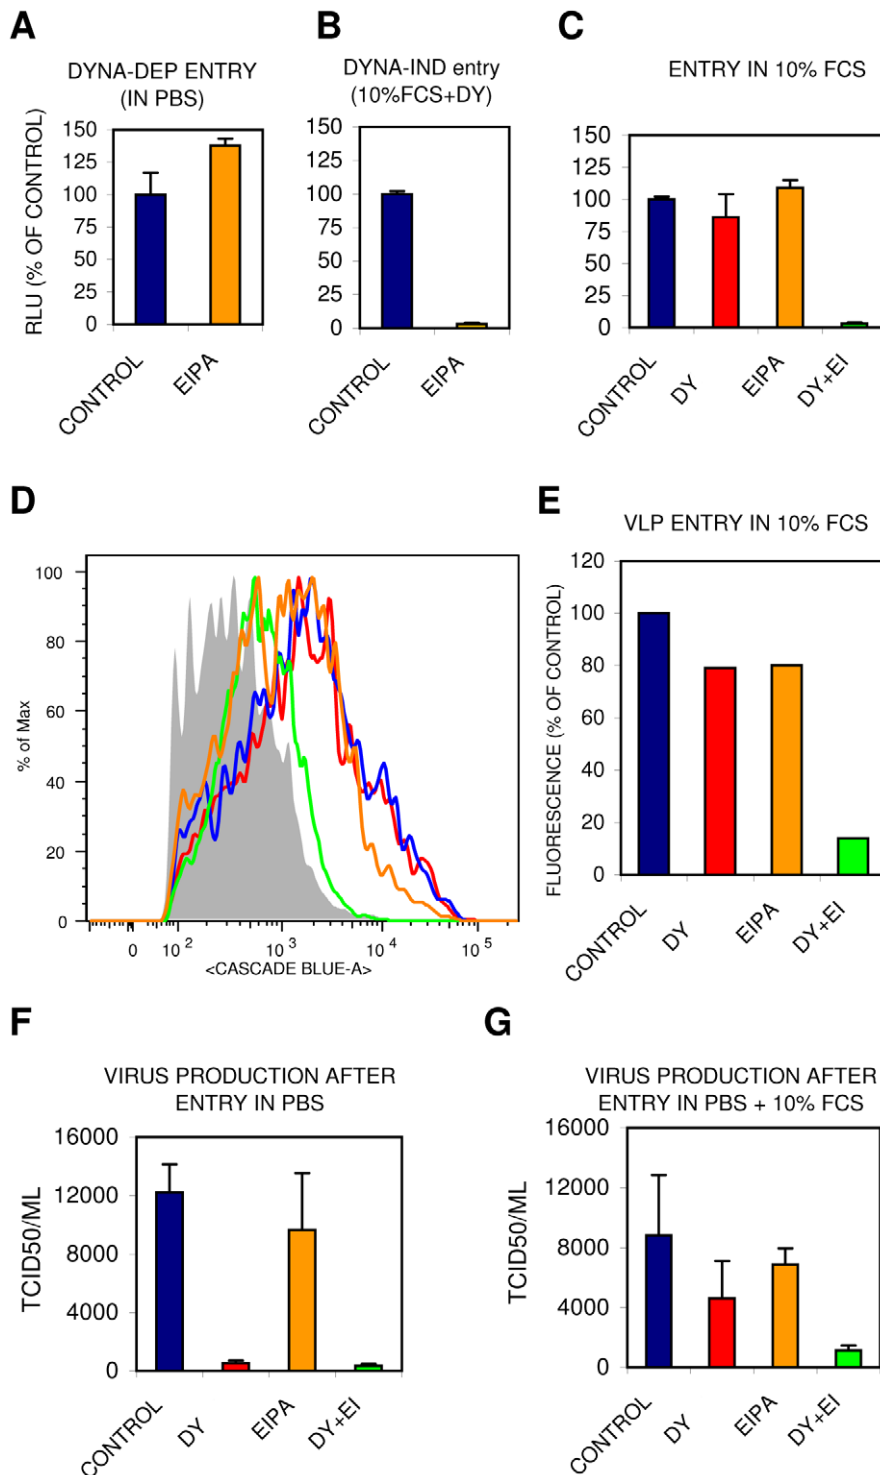 A
B
C
DYNA-DEP ENTRY
(IN PBS)
DYNA-IND entry
(10%FCS+DY)
ENTRY IN 10% FCS
RLU (% OF CONTROL)
150
125
100
75
50
25
0
CONTROL
EIPA
150
125
100
75
50
25
0
CONTROL
EIPA
150
125
100
75
50
25
0
CONTROL
DY
EIPA
DY+EI
D
% of Max
100
80
60
40
20
0
0
10 2
10 3
10 4
10 5
<CASCADE BLUE-A>
E
VLP ENTRY IN 10% FCS
FLUORESCENCE (% OF CONTROL)
120
100
80
60
40
20
0
CONTROL
DY
EIPA
DY+EI
F
VIRUS PRODUCTION AFTER
ENTRY IN PBS
TCID50/ML
16000
12000
8000
4000
0
CONTROL
DY
EIPA
DY+EI
G
VIRUS PRODUCTION AFTER
ENTRY IN PBS + 10% FCS
TCID50/ML
16000
12000
8000
4000
0
CONTROL
DY
EIPA
DY+EI